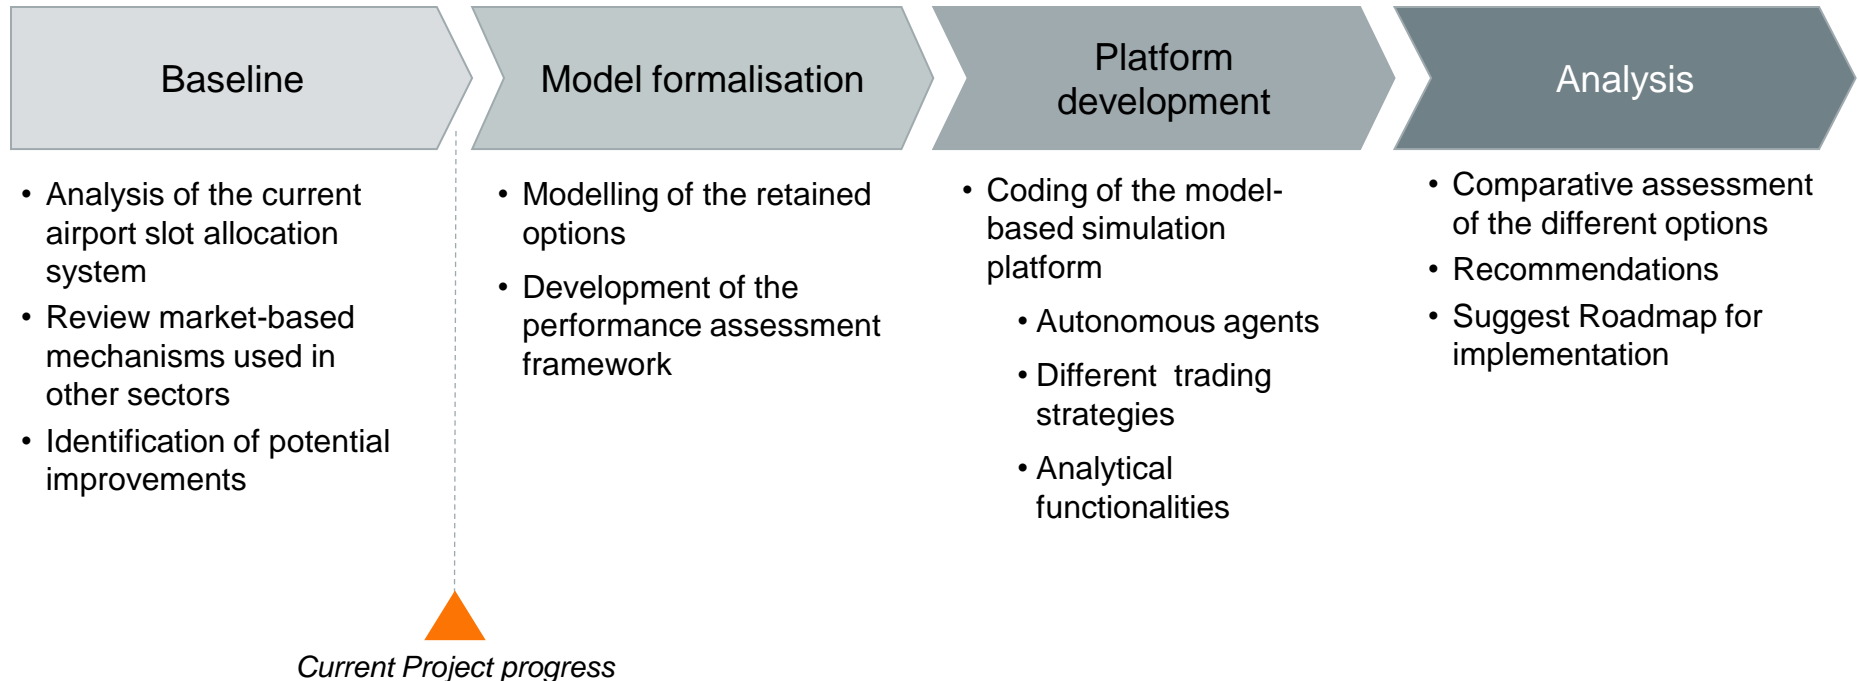 Baseline
Model formalisation
Platform
development
Analysis
• Analysis of the current
airport slot allocation
system
• Review market-based
mechanisms used in
other sectors
• Identification of potential
improvements
• Modelling of the retained
options
• Development of the
performance assessment
framework
• Coding of the model-
based simulation
platform
• Autonomous agents
• Different trading
strategies
• Analytical
functionalities
• Comparative assessment
of the different options
• Recommendations
• Suggest Roadmap for
implementation
Current Project progress